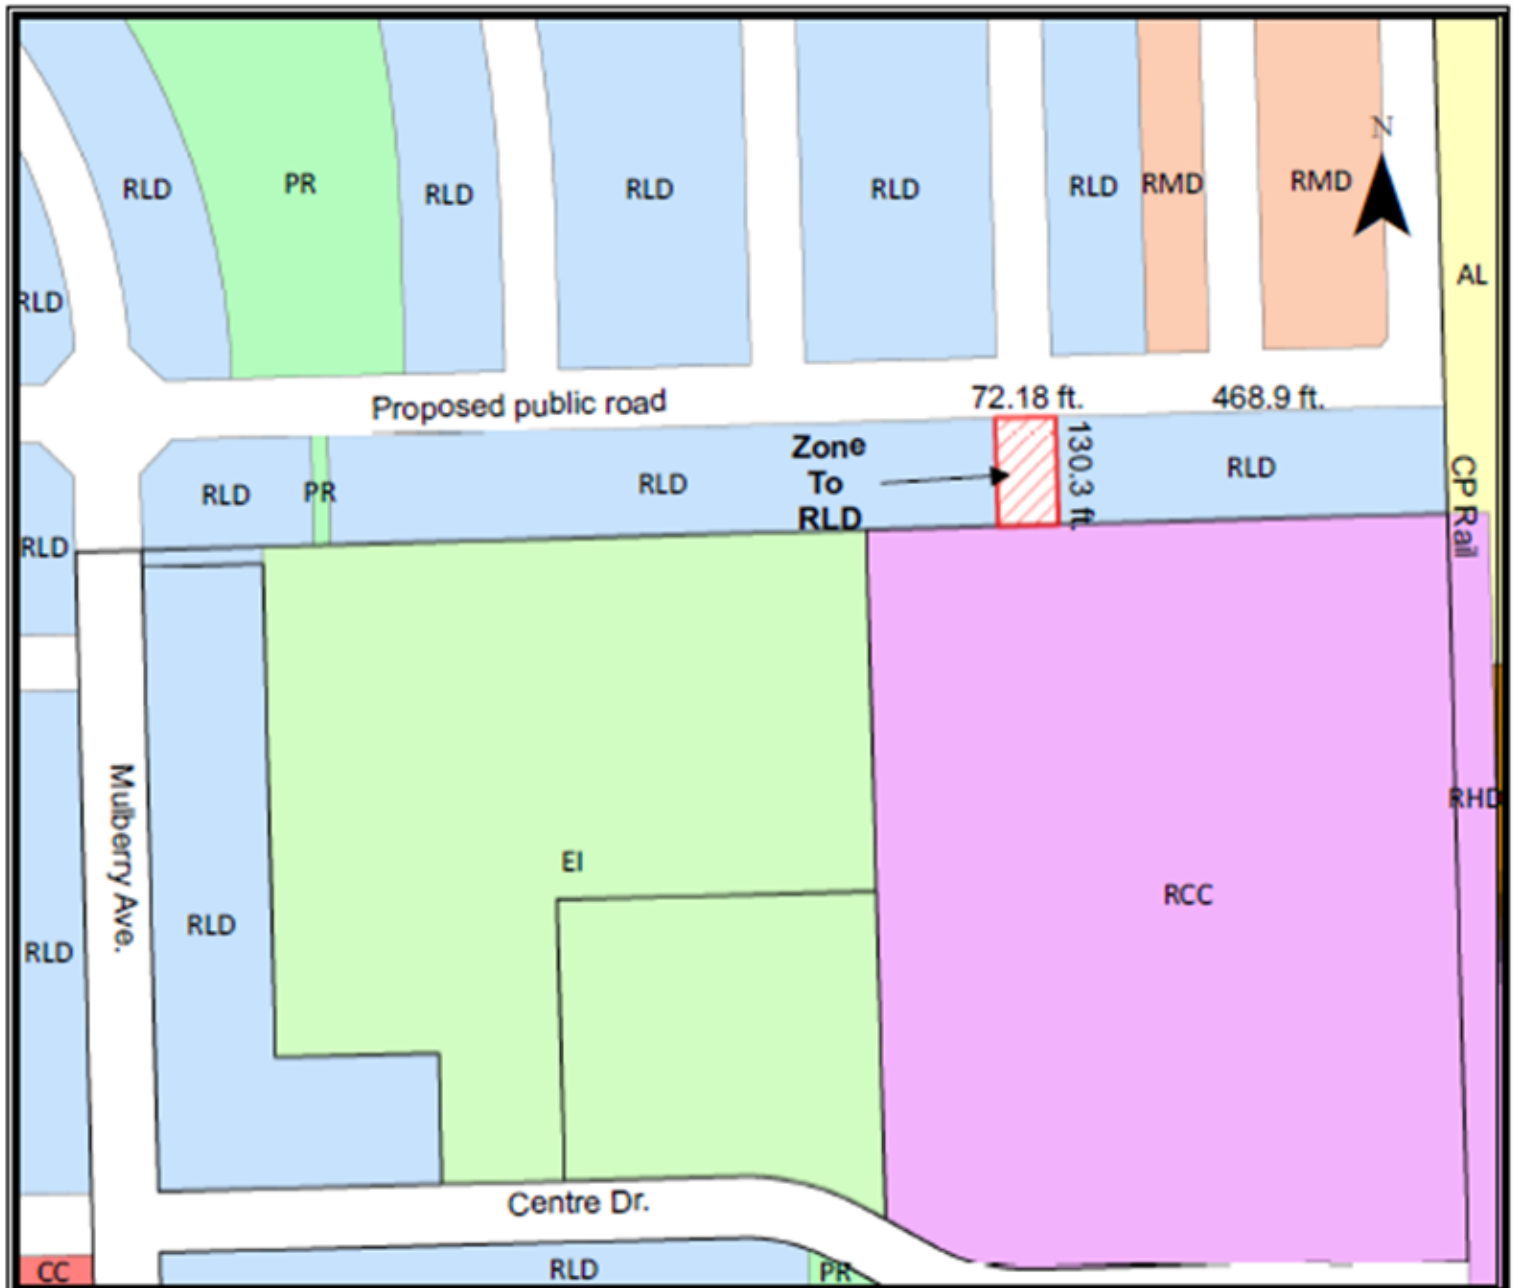 N
RLD
PR
RLD
RLD
RLD
RLD
RMD
RMD
AL
RLD
Proposed public road
72.18 ft.
468.9 ft.
130.3 ft.
Zone
To
RLD
RLD
PR
RLD
RLD
CP Rail
RLD
Mulberry Ave.
RHD
EI
RCC
RLD
RLD
Centre Dr.
CC
RLD
PR